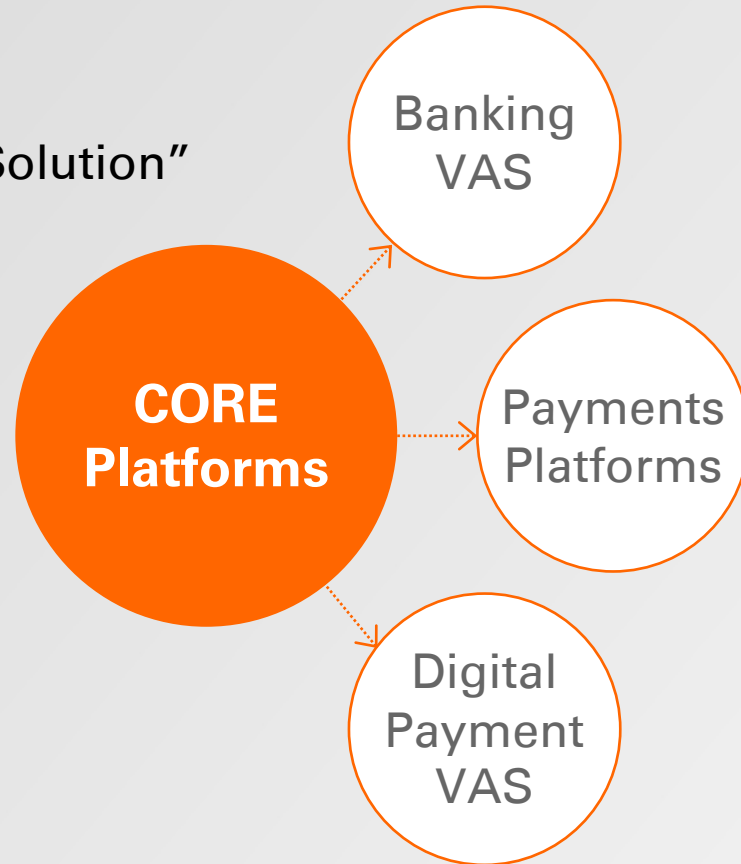 Solution”
Banking
VAS
CORE
Platforms
Payments
Platforms
Digital
Payment
VAS